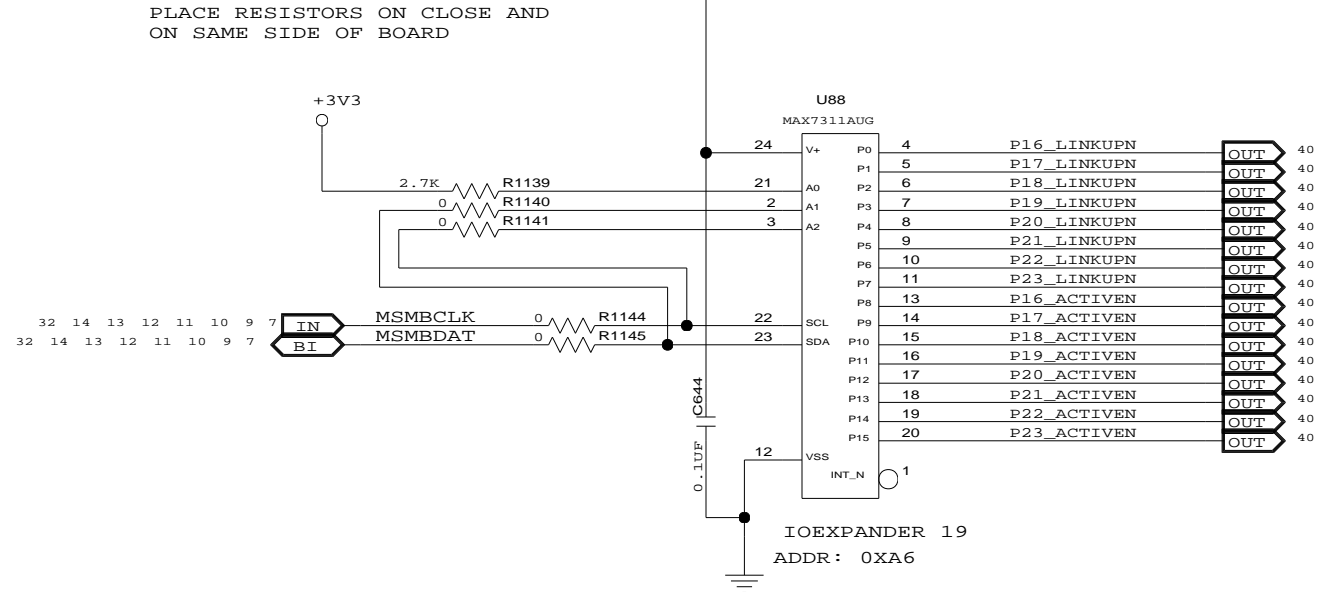 PLACE RESISTORS ON CLOSE AND
ON SAME SIDE OF BOARD
+3V3
U88
MAX7311AUG
24 V+ P0 4 P16_LINKUPN OUT 40
P1 5 P17_LINKUPN OUT 40
2.7K R1139 21 A0 P2 6 P18_LINKUPN OUT 40
0 R1140 2 A1 P3 7 P19_LINKUPN OUT 40
0 R1141 3 A2 P4 8 P20_LINKUPN OUT 40
P5 9 P21_LINKUPN OUT 40
P6 10 P22_LINKUPN OUT 40
P7 11 P23_LINKUPN OUT 40
P8 13 P16_ACTIVEN OUT 40
32 14 13 12 11 10 9 7 IN MSMBCLK 0 R1144 22 SCL P9 14 P17_ACTIVEN OUT 40
32 14 13 12 11 10 9 7 BI MSMBDAT 0 R1145 23 SDA P10 15 P18_ACTIVEN OUT 40
P11 16 P19_ACTIVEN OUT 40
P12 17 P20_ACTIVEN OUT 40
P13 18 P21_ACTIVEN OUT 40
C644 P14 19 P22_ACTIVEN OUT 40
P15 20 P23_ACTIVEN OUT 40
0.1UF 12 VSS
INT_N 1
IOEXPANDER 19
ADDR: 0XA6